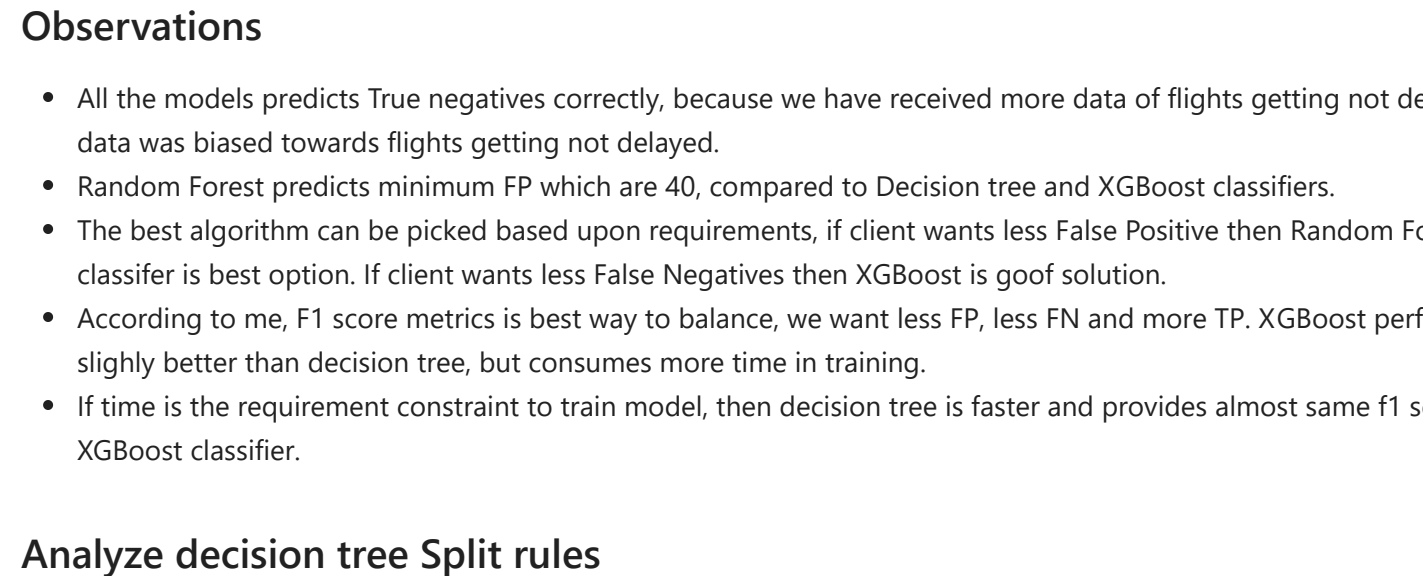 Observations
All the models predicts True negatives correctly, because we have received more data of flights getting not de
data was biased towards flights getting not delayed.
Random Forest predicts minimum FP which are 40, compared to Decision tree and XGBoost classifiers.
The best algorithm can be picked based upon requirements, if client wants less False Positive then Random Fo
classifer is best option. If client wants less False Negatives then XGBoost is goof solution.
According to me, F1 score metrics is best way to balance, we want less FP, less FN and more TP. XGBoost perf
slighly better than decision tree, but consumes more time in training.
If time is the requirement constraint to train model, then decision tree is faster and provides almost same f1 s
XGBoost classifier.
Analyze decision tree Split rules